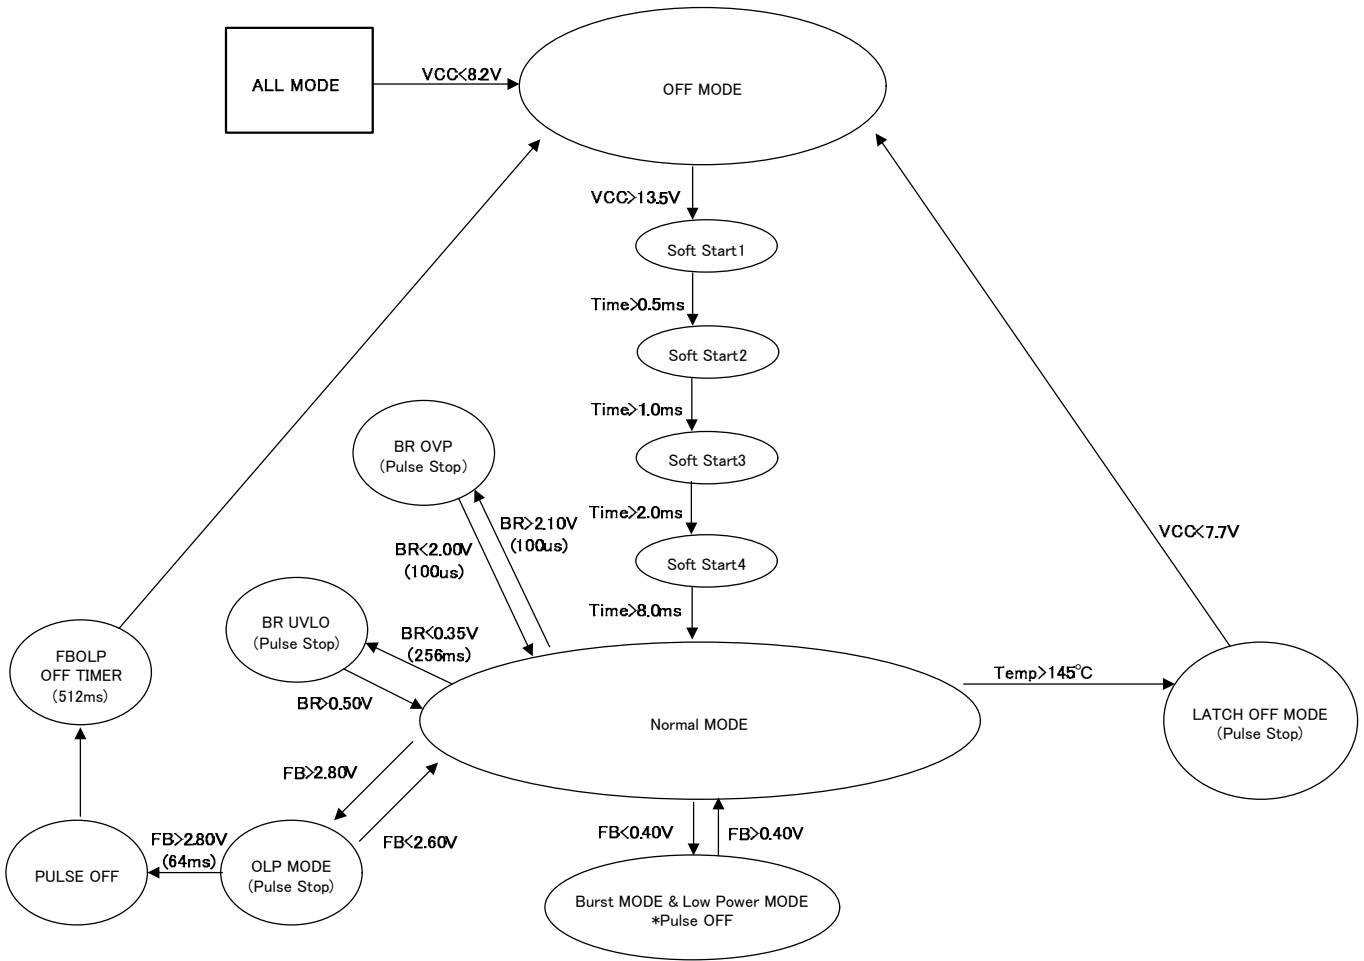 ALL MODE
VCC<8.2V
OFF MODE
VCC>13.5V
Soft Start1
Time>0.5ms
Soft Start2
Time>1.0ms
Soft Start3
Time>2.0ms
Soft Start4
Time>8.0ms
BR OVP
(Pulse Stop)
BR>2.10V
(100us)
BR<2.00V
(100us)
VCC<7.7V
BR UVLO
(Pulse Stop)
BR<0.35V
(256ms)
BR>0.50V
FBOLP
OFF TIMER
(512ms)
Normal MODE
Temp>145℃
LATCH OFF MODE
(Pulse Stop)
FB>2.80V
FB<2.60V
FB>2.80V
(64ms)
PULSE OFF
OLP MODE
(Pulse Stop)
FB<0.40V
FB>0.40V
Burst MODE & Low Power MODE
*Pulse OFF